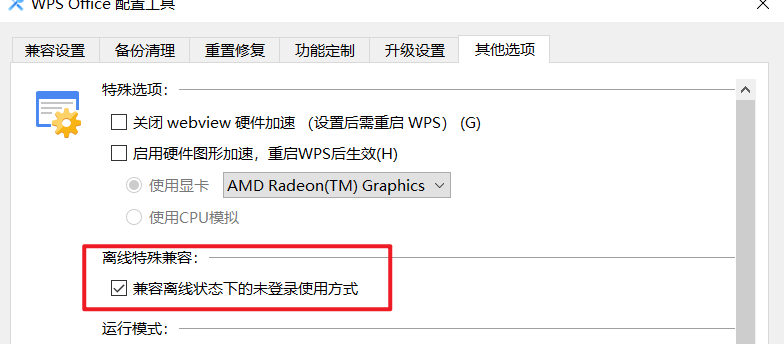 WPS Office 配置工具
兼容设置 备份清理 重置修复 功能定制 升级设置 其他选项
特殊选项:
关闭 webview 硬件加速 （设置后需重启 WPS） (G)
启用硬件图形加速，重启WPS后生效(H)
使用显卡 AMD Radeon(TM) Graphics
使用CPU模拟
离线特殊兼容:
兼容离线状态下的未登录使用方式
运行模式: